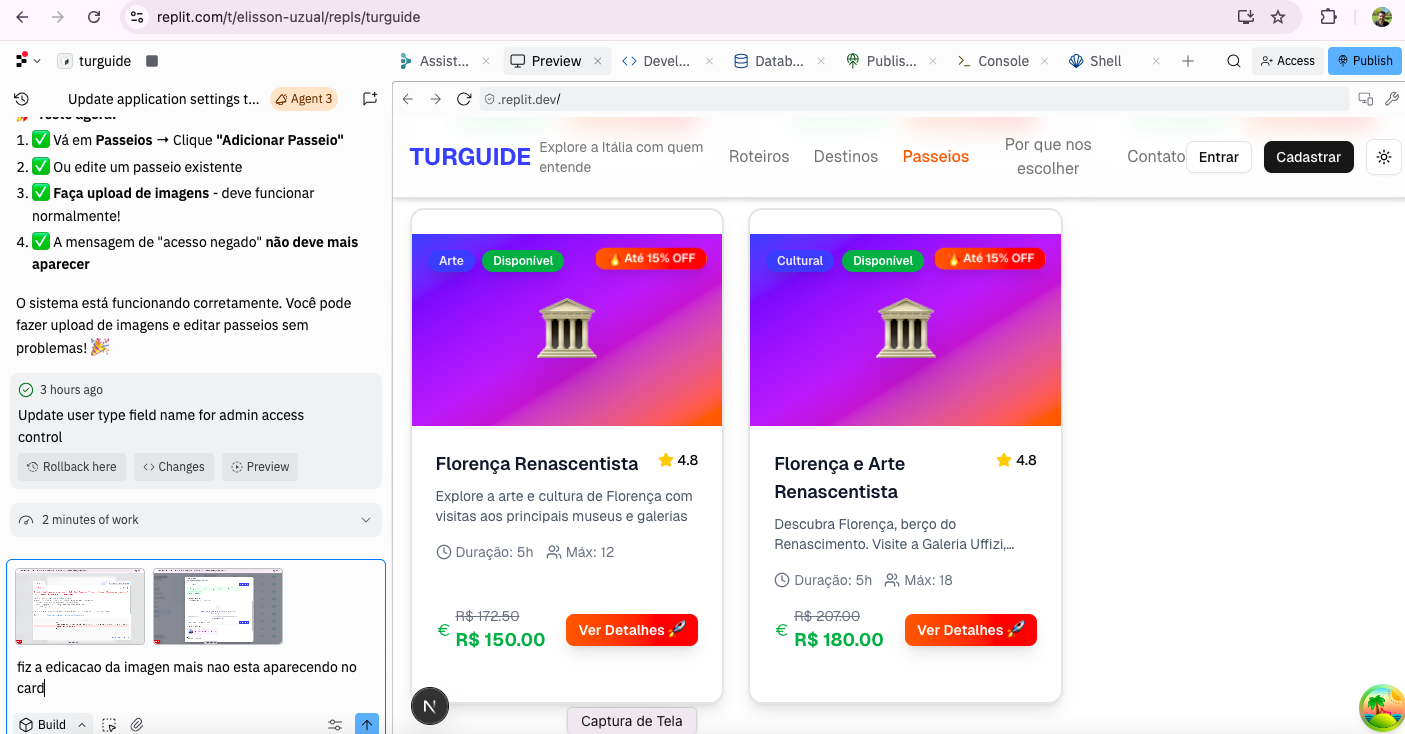 replit.com/t/elisson-uzual/repls/turguide
turguide
Assist...
Preview
Devel...
Datab...
Publis...
Console
Shell
Access
Publish
Update application settings t...
Agent 3
.replit.dev/
1. ✅ Vá em Passeios → Clique "Adicionar Passeio"
2. ✅ Ou edite um passeio existente
3. ✅ Faça upload de imagens - deve funcionar
normalmente!
4. ✅ A mensagem de "acesso negado" não deve mais
aparecer
O sistema está funcionando corretamente. Você pode
fazer upload de imagens e editar passeios sem
problemas! 🎉
3 hours ago
Update user type field name for admin access
control
Rollback here
Changes
Preview
2 minutes of work
fiz a edicacao da imagen mais nao esta aparecendo no
card
Build
TURGUIDE
Explore a Itália com quem
entende
Roteiros
Destinos
Passeios
Por que nos
escolher
Contato
Entrar
Cadastrar
Arte
Disponível
🔥 Até 15% OFF
Florença Renascentista
4.8
Explore a arte e cultura de Florença com
visitas aos principais museus e galerias
Duração: 5h
Máx: 12
€
R$ 172.50
R$ 150.00
Ver Detalhes 🚀
Cultural
Disponível
🔥 Até 15% OFF
Florença e Arte
Renascentista
4.8
Descubra Florença, berço do
Renascimento. Visite a Galeria Uffizi,...
Duração: 5h
Máx: 18
€
R$ 207.00
R$ 180.00
Ver Detalhes 🚀
N
Captura de Tela